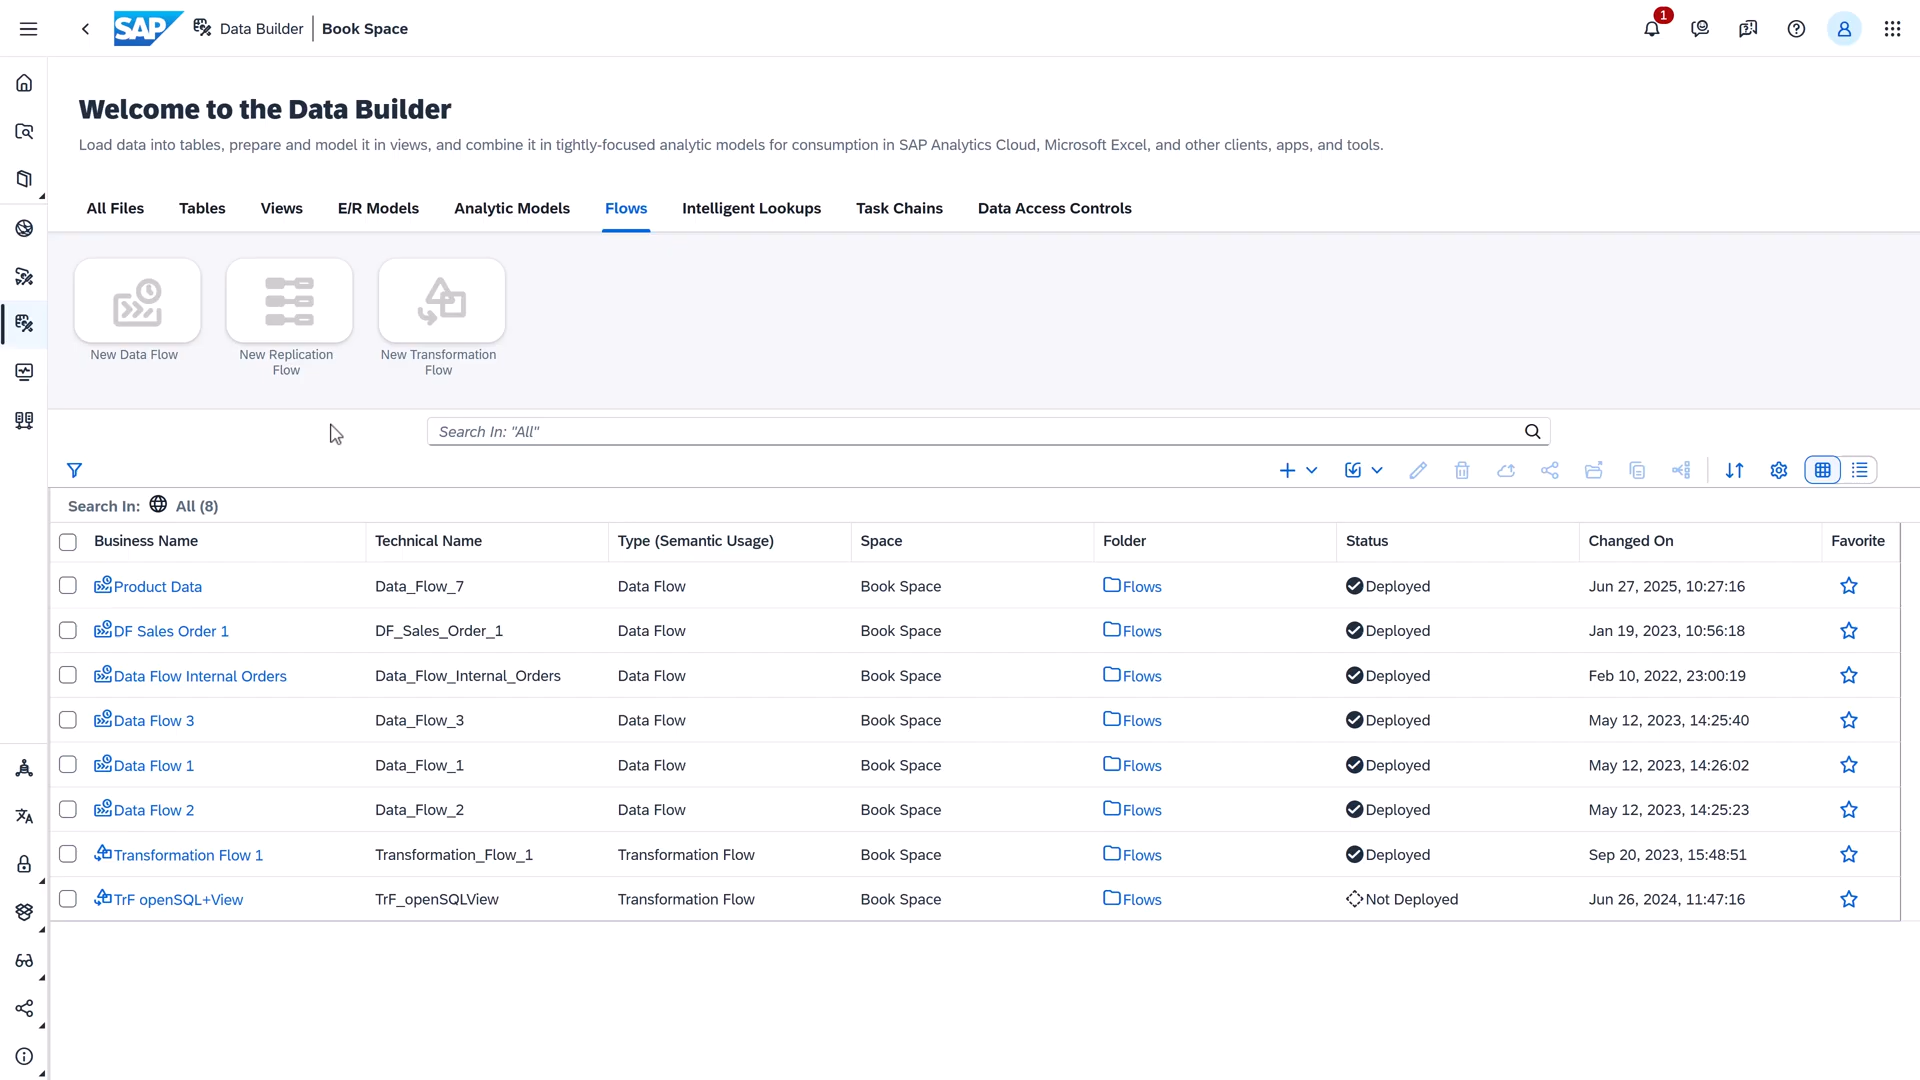 SAP Data Builder Book Space 1
Welcome to the Data Builder
Load data into tables, prepare and model it in views, and combine it in tightly-focused analytic models for consumption in SAP Analytics Cloud, Microsoft Excel, and other clients, apps, and tools.
All Files Tables Views E/R Models Analytic Models Flows Intelligent Lookups Task Chains Data Access Controls
New Data Flow
New Replication
Flow
New Transformation
Flow
Search In: "All"
Search In: All (8)
Business Name Technical Name Type (Semantic Usage) Space Folder Status Changed On Favorite
Product Data Data_Flow_7 Data Flow Book Space Flows Deployed Jun 27, 2025, 10:27:16
DF Sales Order 1 DF_Sales_Order_1 Data Flow Book Space Flows Deployed Jan 19, 2023, 10:56:18
Data Flow Internal Orders Data_Flow_Internal_Orders Data Flow Book Space Flows Deployed Feb 10, 2022, 23:00:19
Data Flow 3 Data_Flow_3 Data Flow Book Space Flows Deployed May 12, 2023, 14:25:40
Data Flow 1 Data_Flow_1 Data Flow Book Space Flows Deployed May 12, 2023, 14:26:02
Data Flow 2 Data_Flow_2 Data Flow Book Space Flows Deployed May 12, 2023, 14:25:23
Transformation Flow 1 Transformation_Flow_1 Transformation Flow Book Space Flows Deployed Sep 20, 2023, 15:48:51
TrF openSQL+View TrF_openSQLView Transformation Flow Book Space Flows Not Deployed Jun 26, 2024, 11:47:16